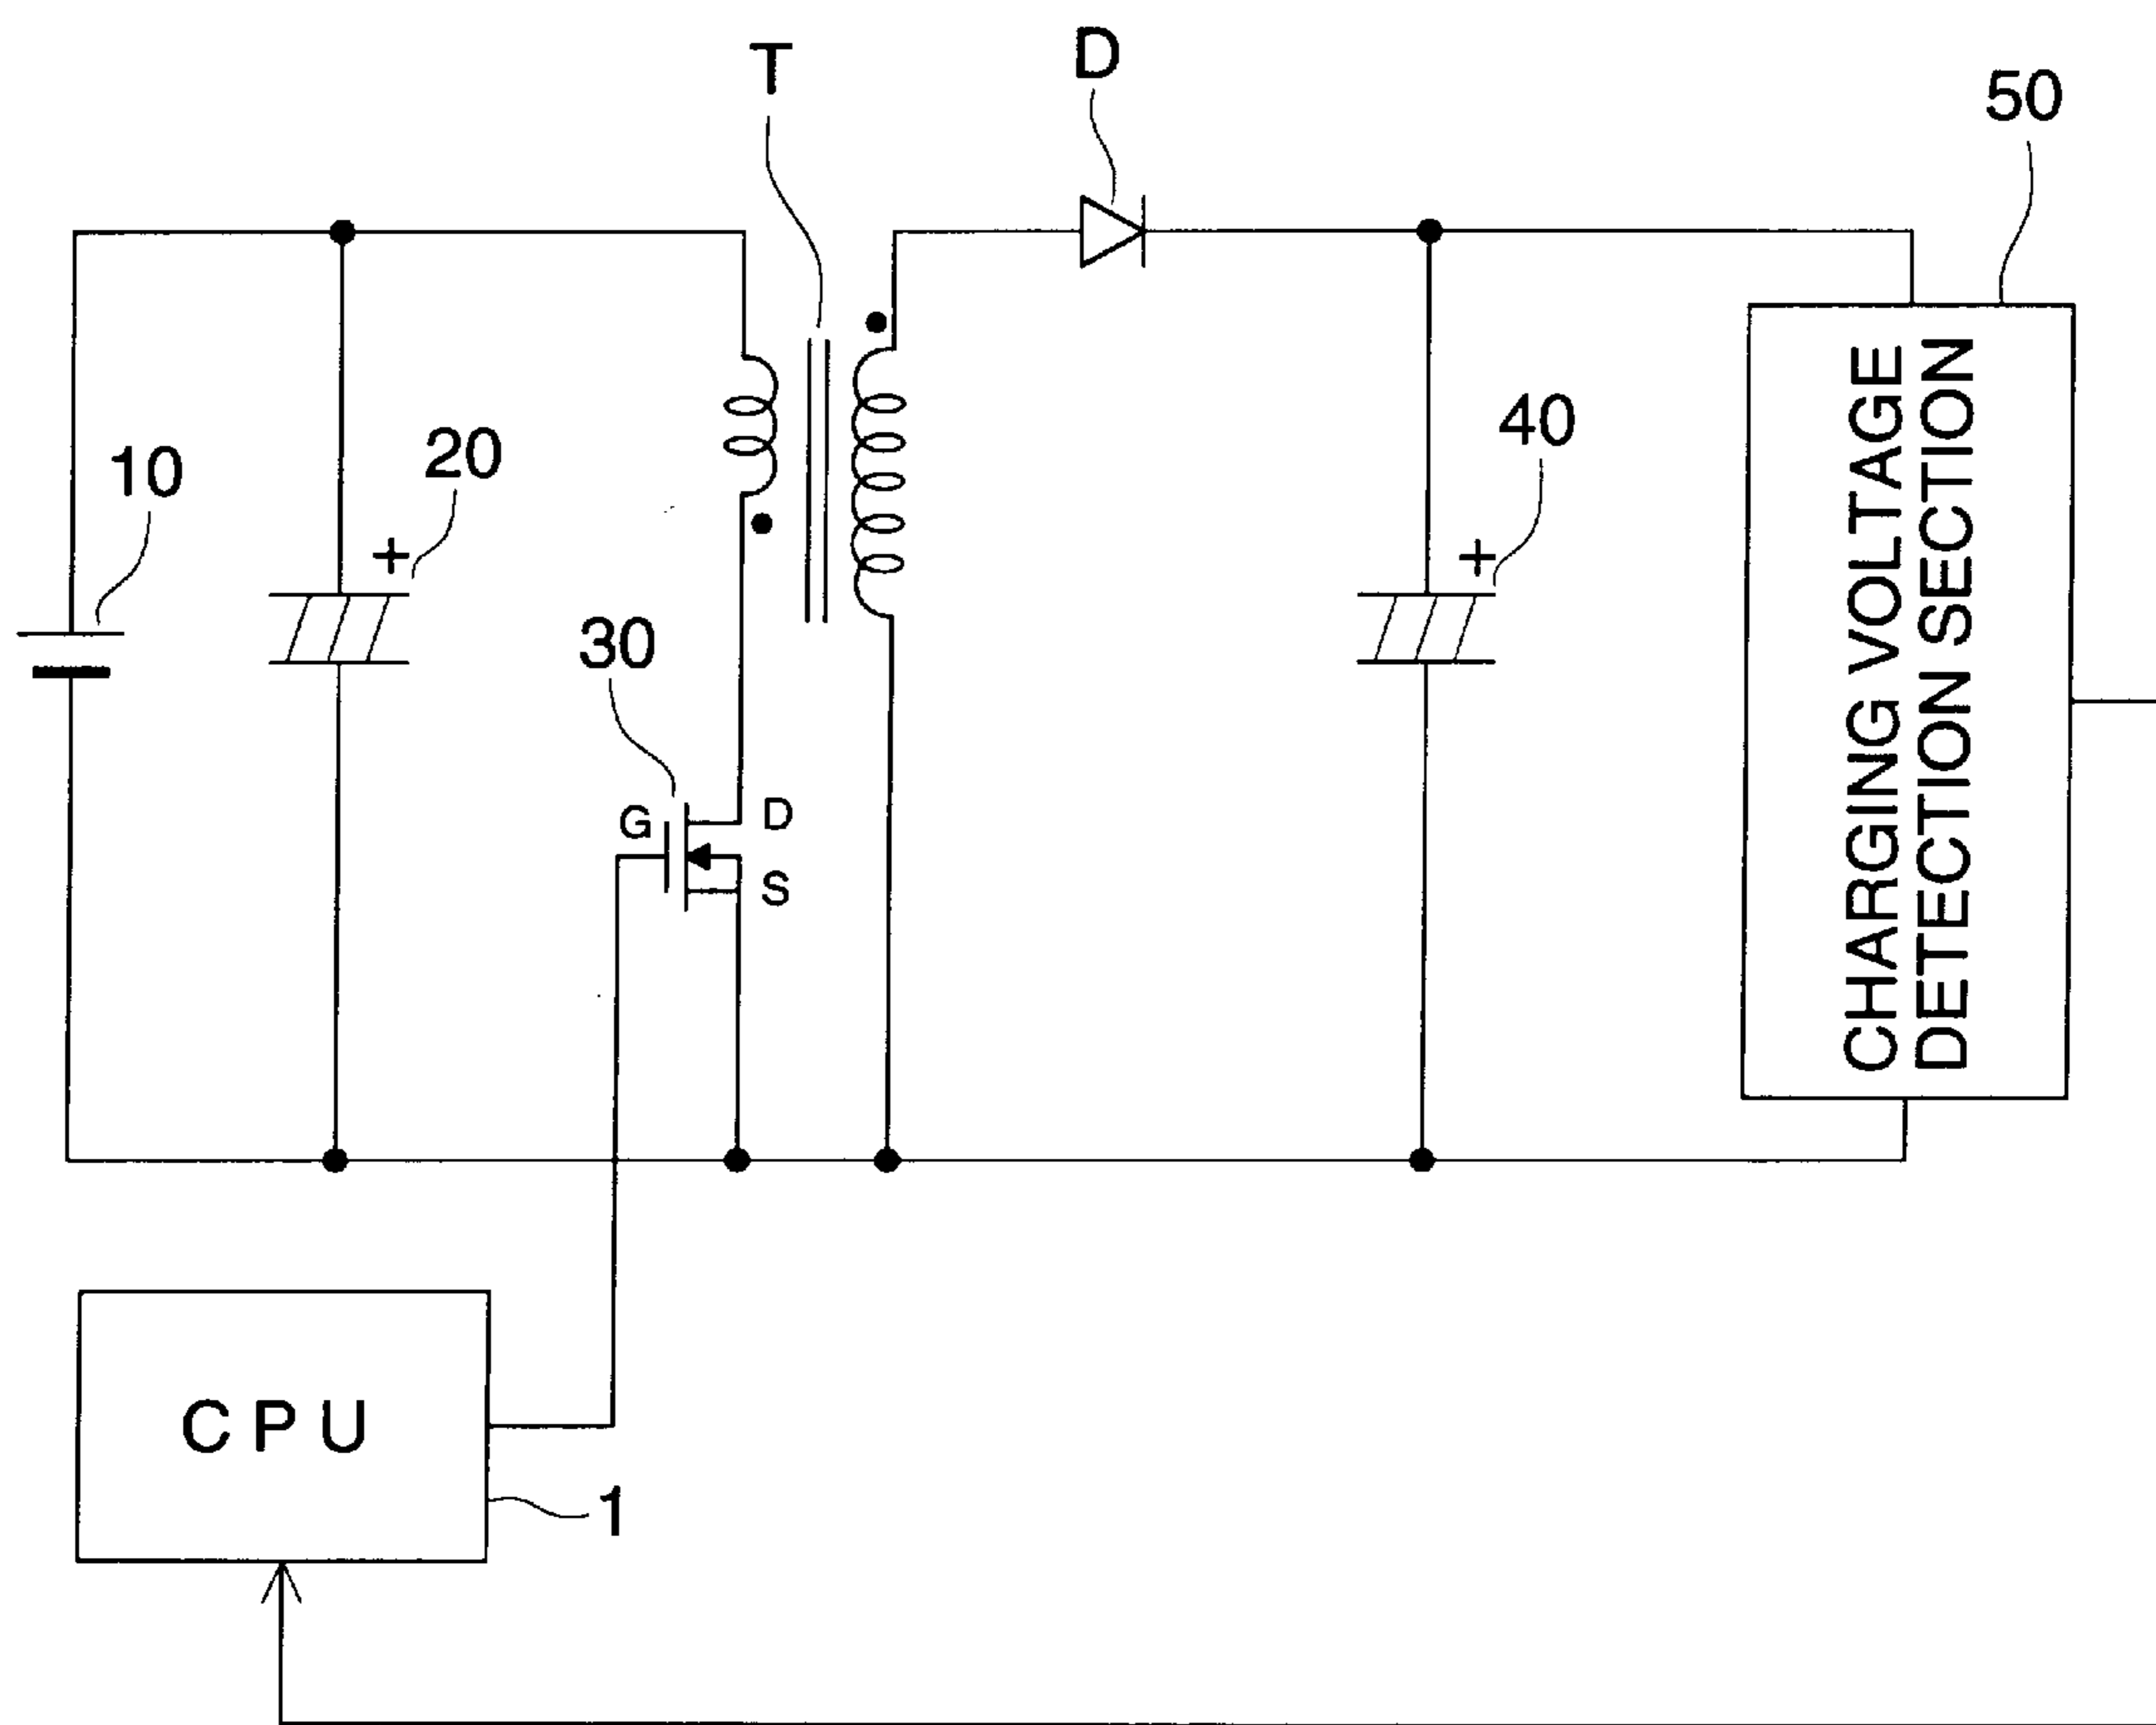 T
D
50
10
20
+
40
+
30
G
D
S
CHARGING VOLTAGE
DETECTION SECTION
CPU
1